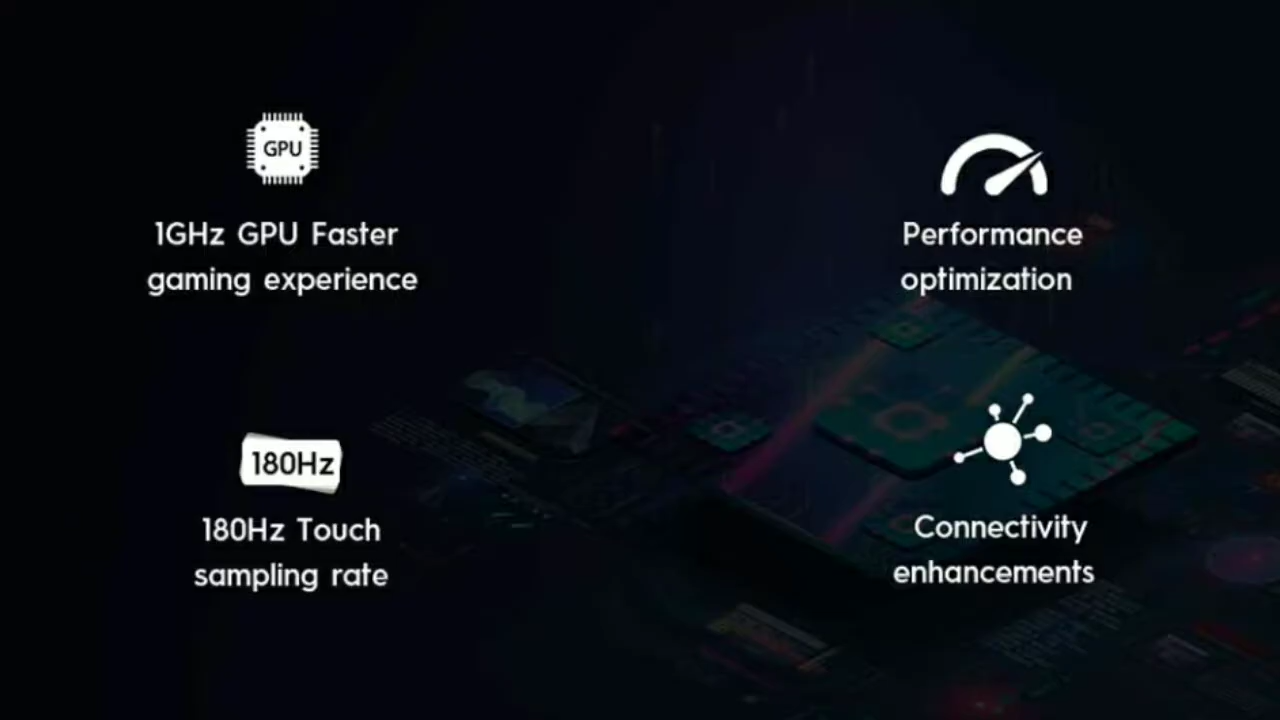 GPU
1GHz GPU Faster
gaming experience
Performance
optimization
180Hz
180Hz Touch
sampling rate
Connectivity
enhancements